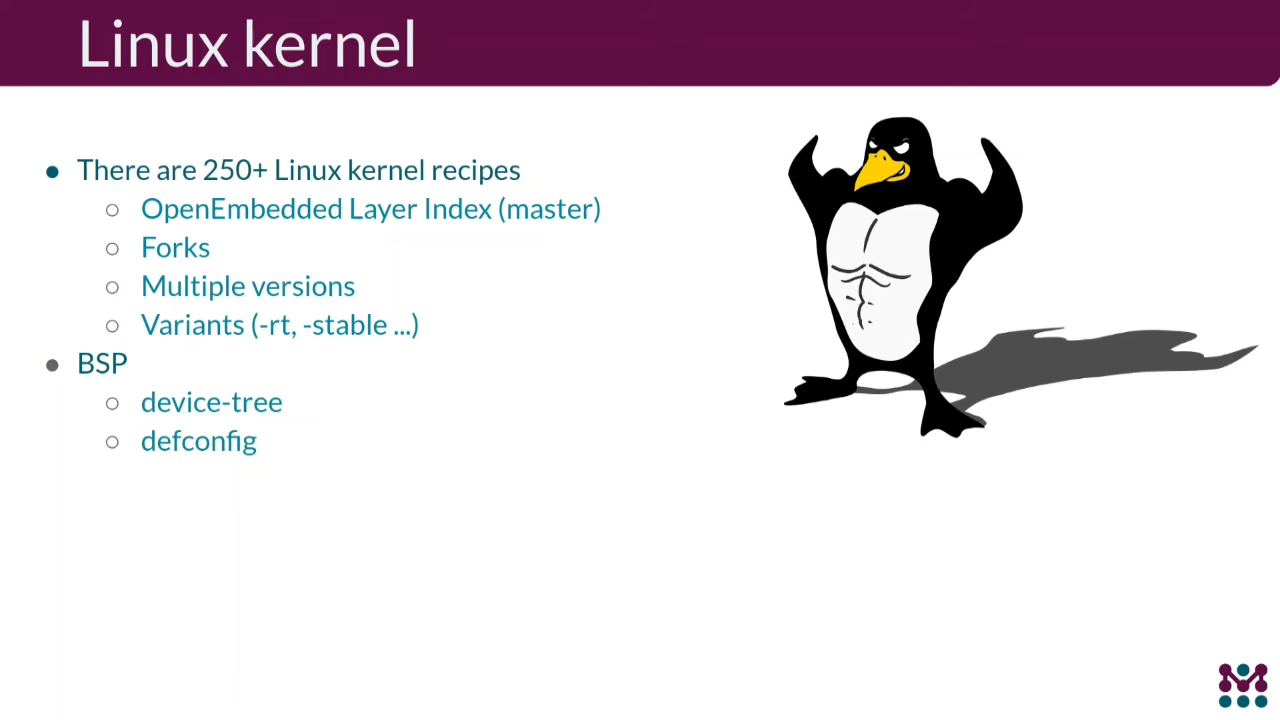 Linux kernel
● There are 250+ Linux kernel recipes
○ OpenEmbedded Layer Index (master)
○ Forks
○ Multiple versions
○ Variants (-rt, -stable ...)
● BSP
○ device-tree
○ defconfig